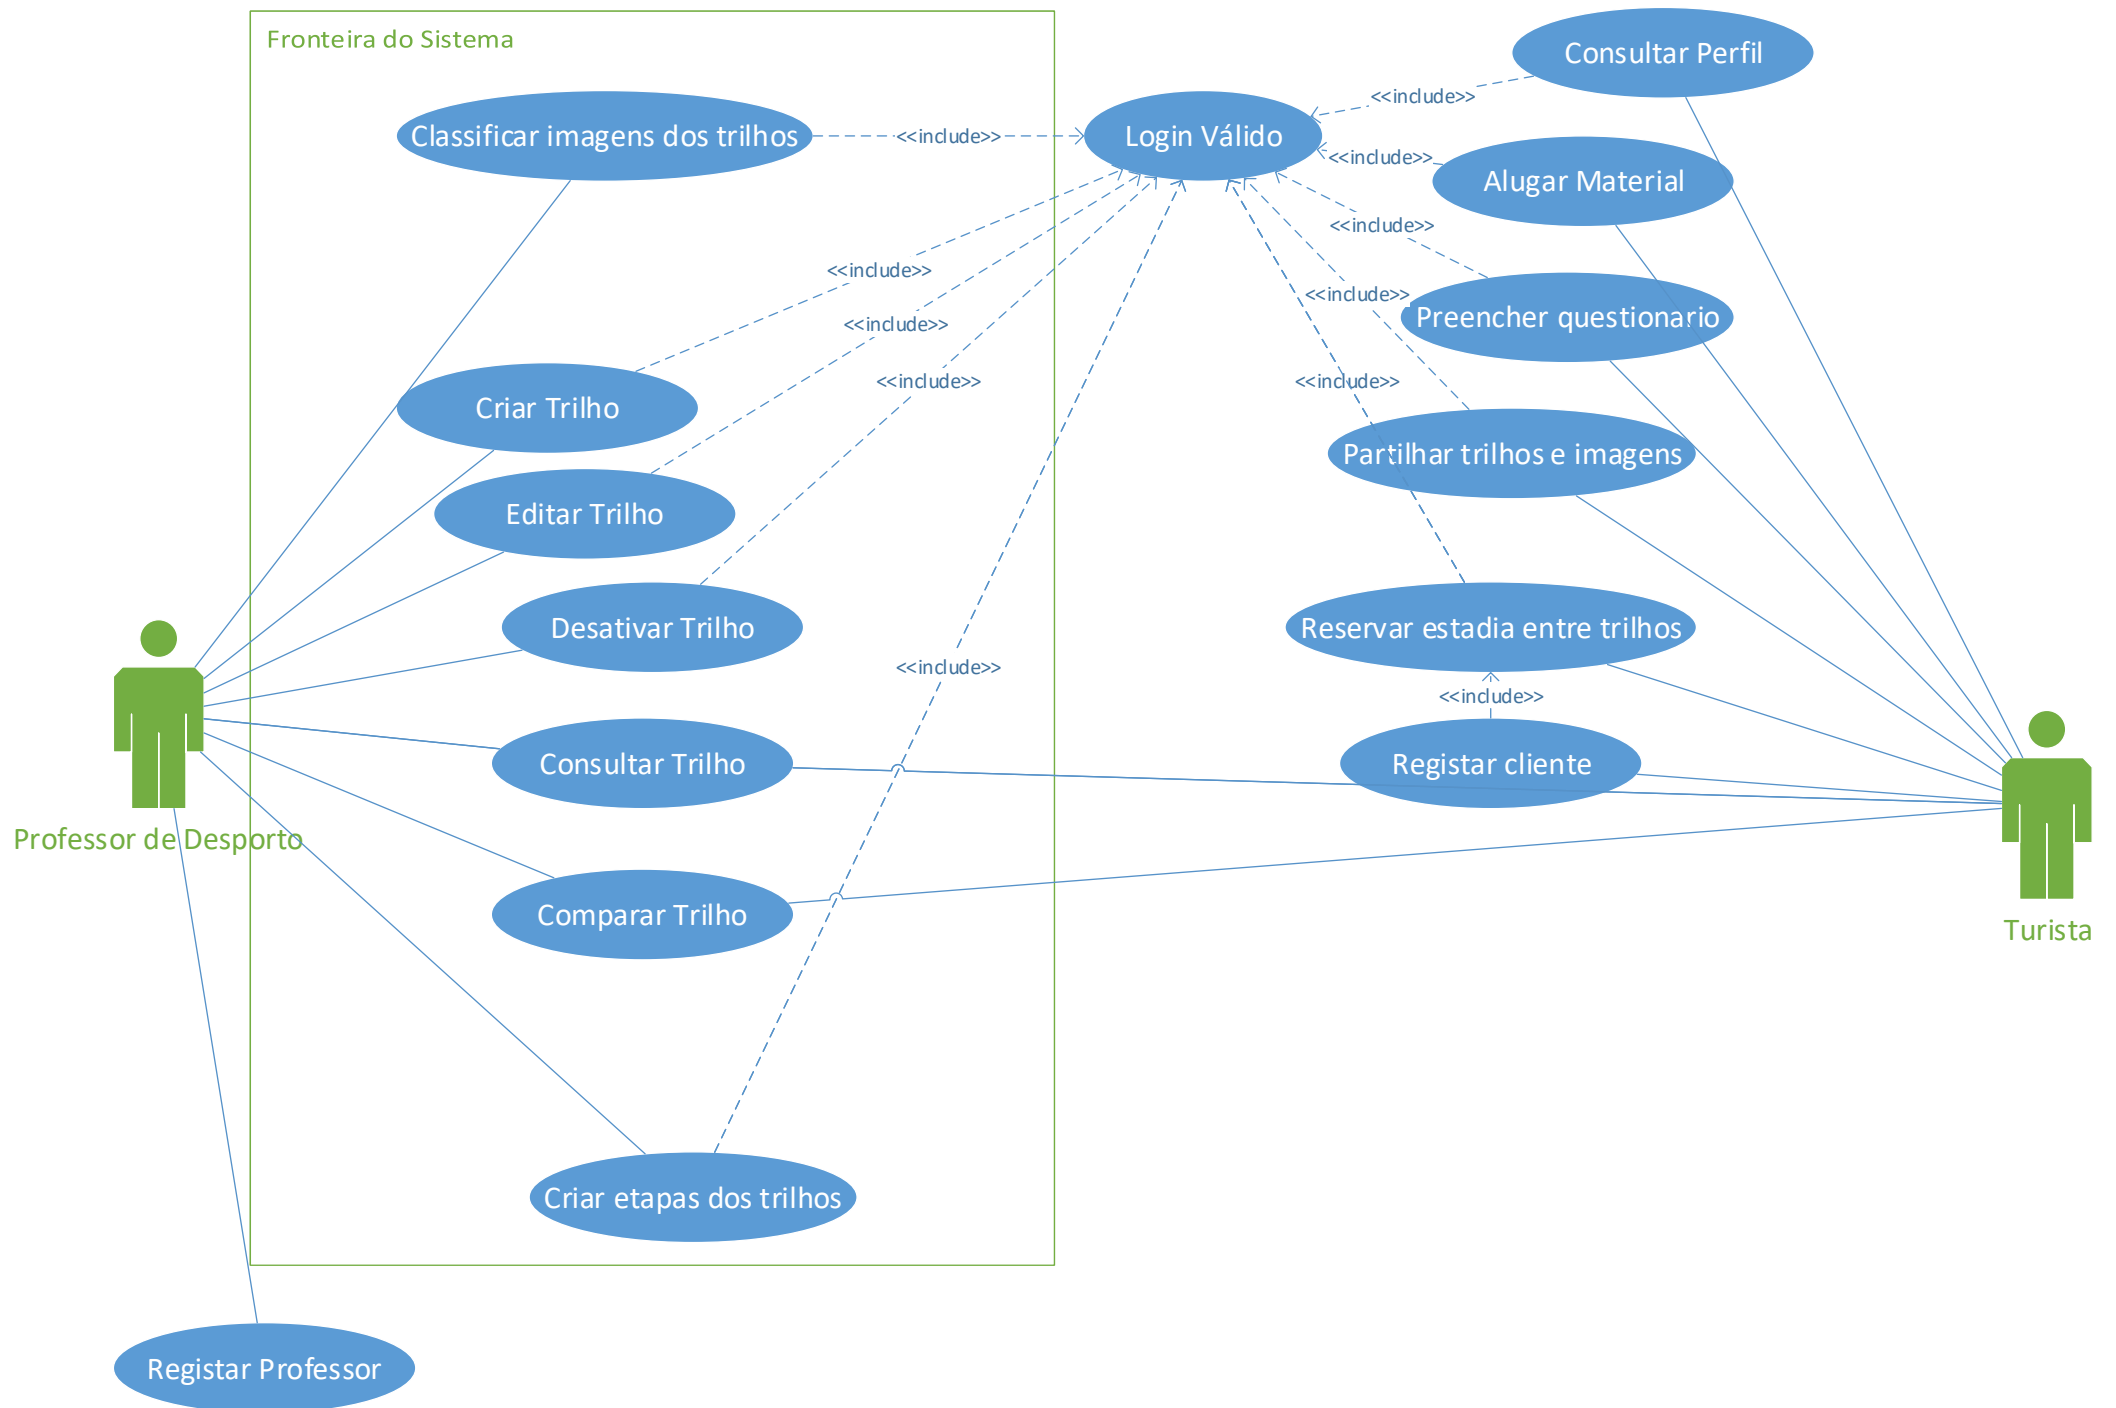 Fronteira do Sistema
Consultar Perfil
<<include>>
Classificar imagens dos trilhos
<<include>>
Login Válido
<<include>>
Alugar Material
<<include>>
<<include>>
<<include>>
Preencher questionario
<<include>>
<<include>>
<<include>>
Criar Trilho
Partilhar trilhos e imagens
Editar Trilho
Desativar Trilho
Reservar estadia entre trilhos
<<include>>
<<include>>
Consultar Trilho
Registar cliente
Professor de Desporto
Comparar Trilho
Turista
Criar etapas dos trilhos
Registar Professor